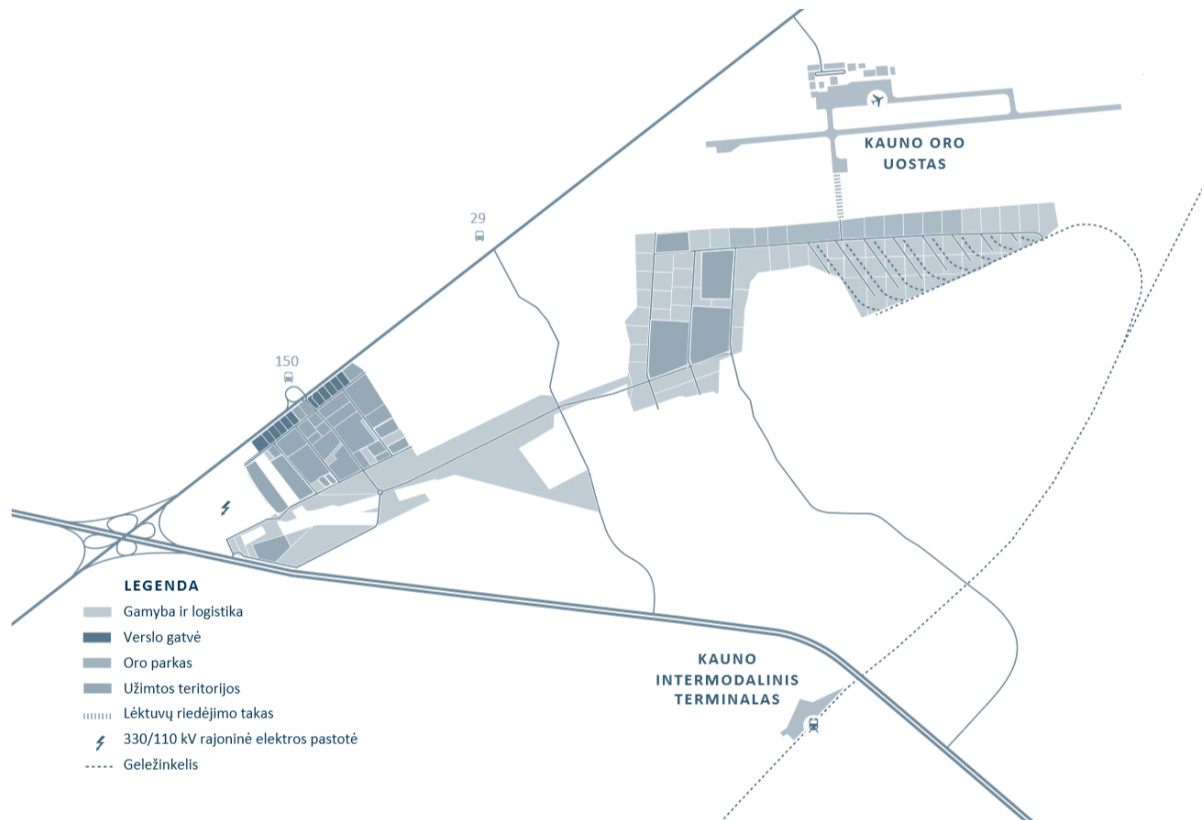 KAUNO ORO
UOSTAS
29
150
LEGENDA
Gamyba ir logistika
Verslo gatvė
Oro parkas
Užimtos teritorijos
Lėktuvų riedėjimo takas
330/110 kV rajoninė elektros pastotė
Geležinkelis
KAUNO
INTERMODALINIS
TERMINALAS